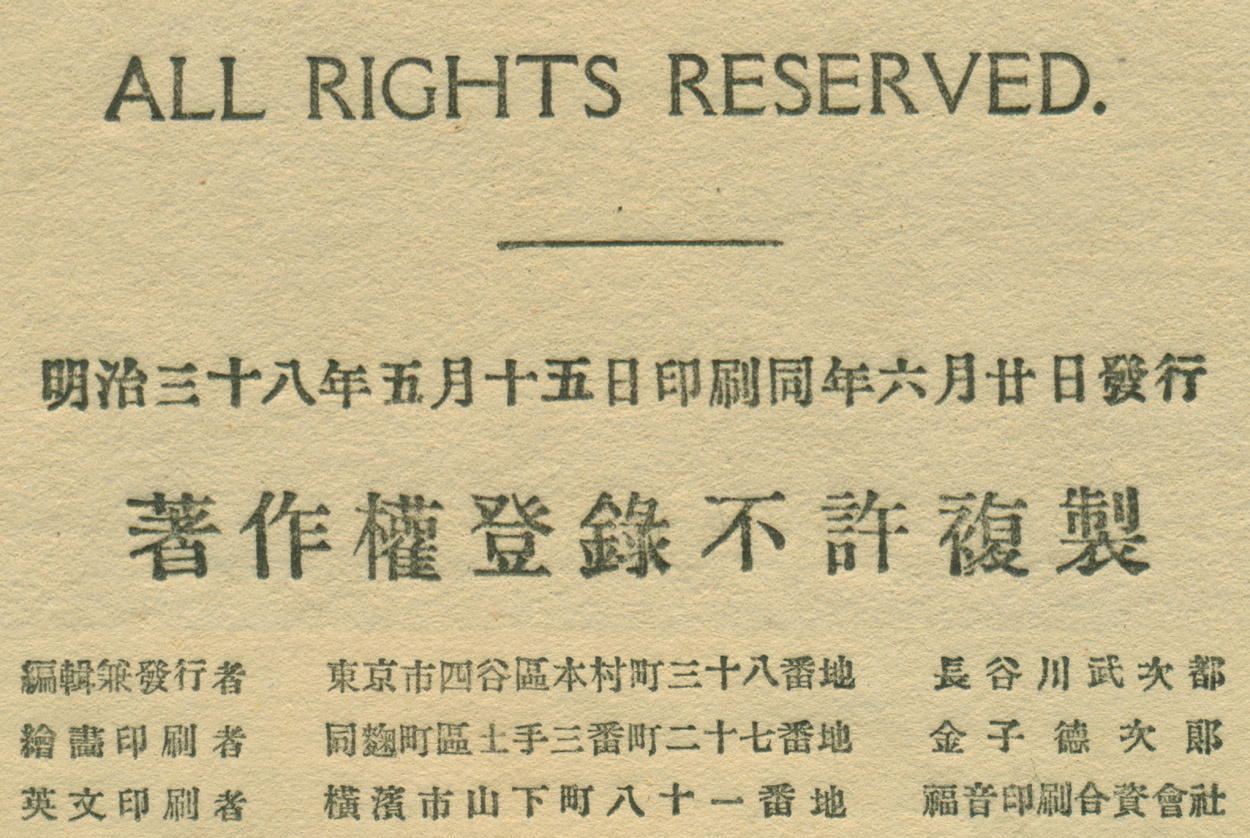 ALL RIGHTS RESERVED.
明治三十八年五月十五日印刷同年六月廿日發行
著作權登錄不許複製
編輯兼發行者 東京市四谷區本村町三十八番地 長谷川武次都
繪畵印刷者 同麹町區土手三番町二十七番地 金子德次郞
英文印刷者 橫濱市山下町八十一番地 福音印刷合資會社